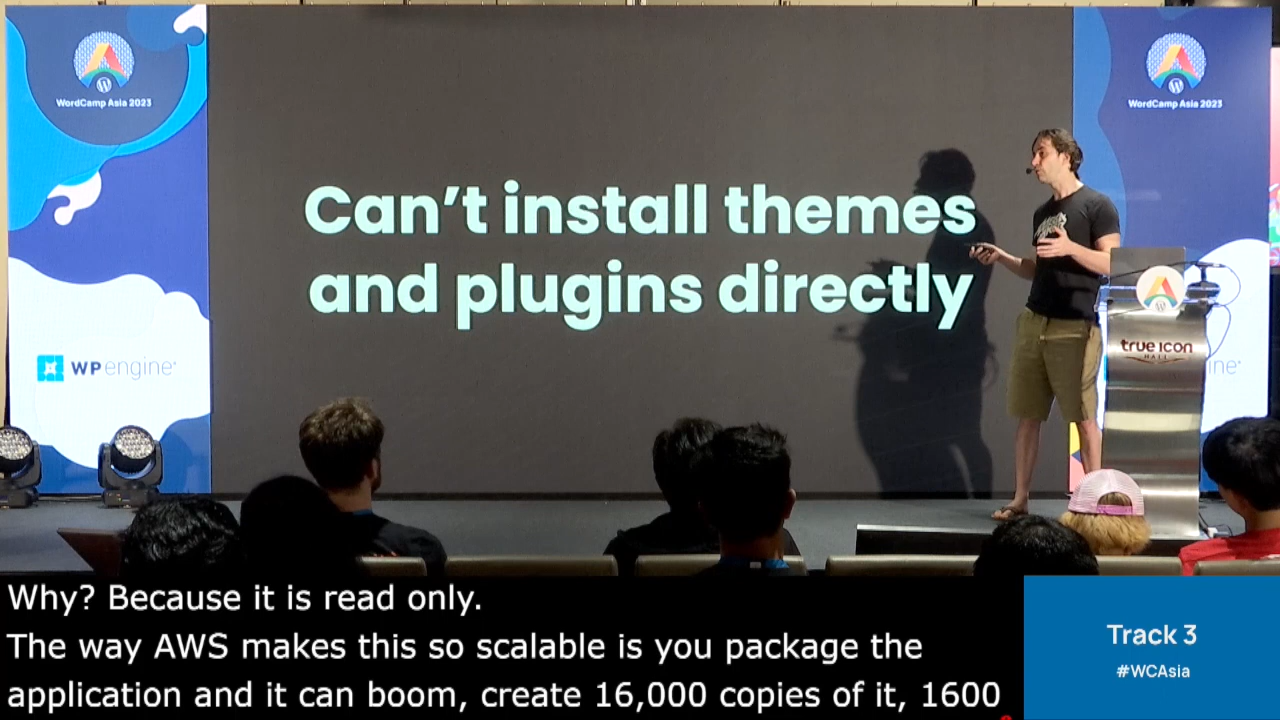 WordCamp Asia 2023
WordCamp Asia 2023
Can't install themes
and plugins directly
WP engine
true icon
HALL
ine
Why? Because it is read only.
The way AWS makes this so scalable is you package the
application and it can boom, create 16,000 copies of it, 1600
Track 3
#WCAsia